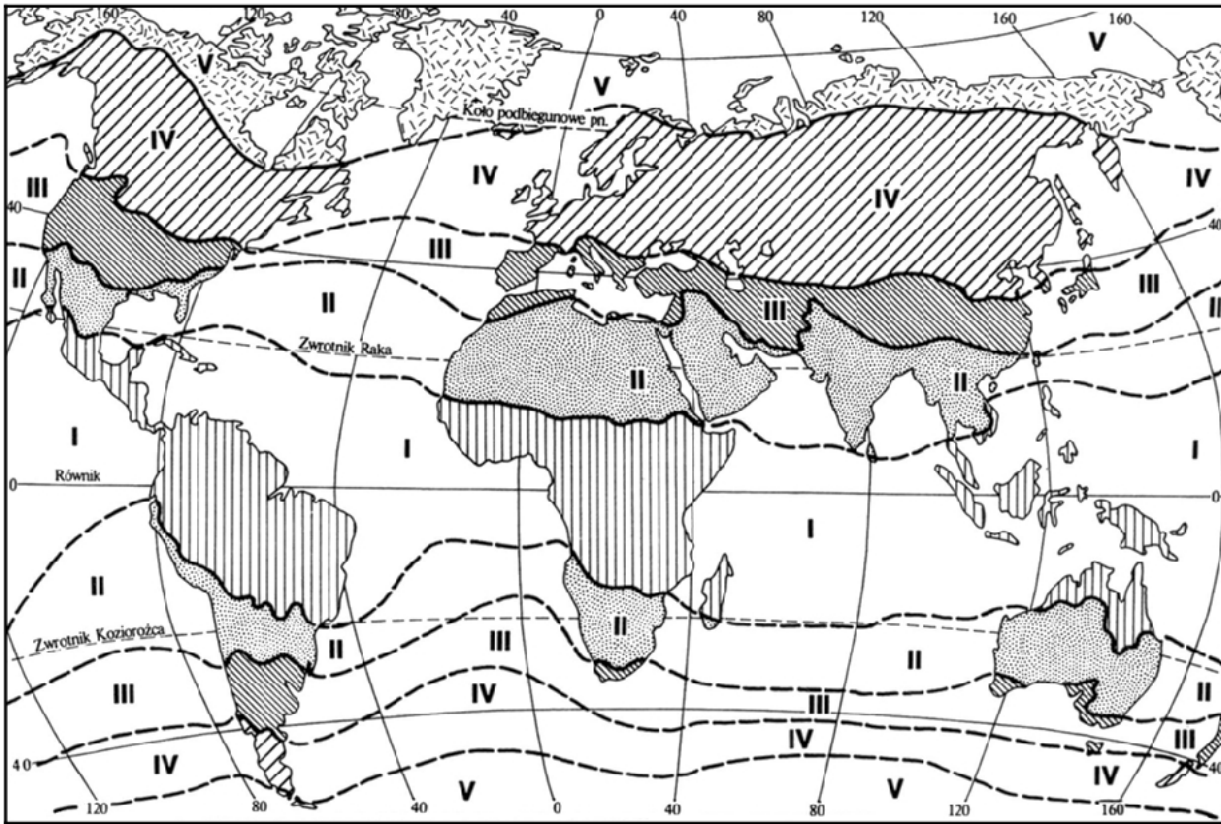 160 120 80 40 0 40 80 120 160 160
V
V
V
Koło podbiegunowe pn.
IV
IV
IV
III
IV
40
40
III
II
III
II
III
II
Zwrotnik Raka
II
II
I
I
I
Równik
0
0
I
II
II
Zwrotnik Koziorożca
III
II
II
III
IV
II
III
III
IV
40
IV
40
IV
V
V
120 80 40 0 40 80 120 160